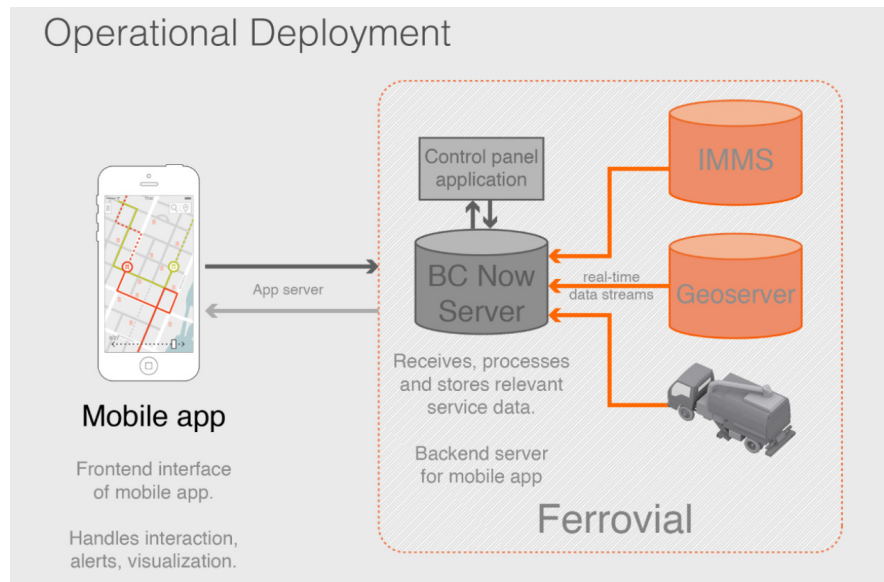 Operational Deployment
Control panel
application
IMMS
BC Now
Server
real-time
data streams
Geoserver
App server
Receives, processes
and stores relevant
service data.
Backend server
for mobile app
Mobile app
Frontend interface
of mobile app.
Handles interaction,
alerts, visualization.
Ferrovial